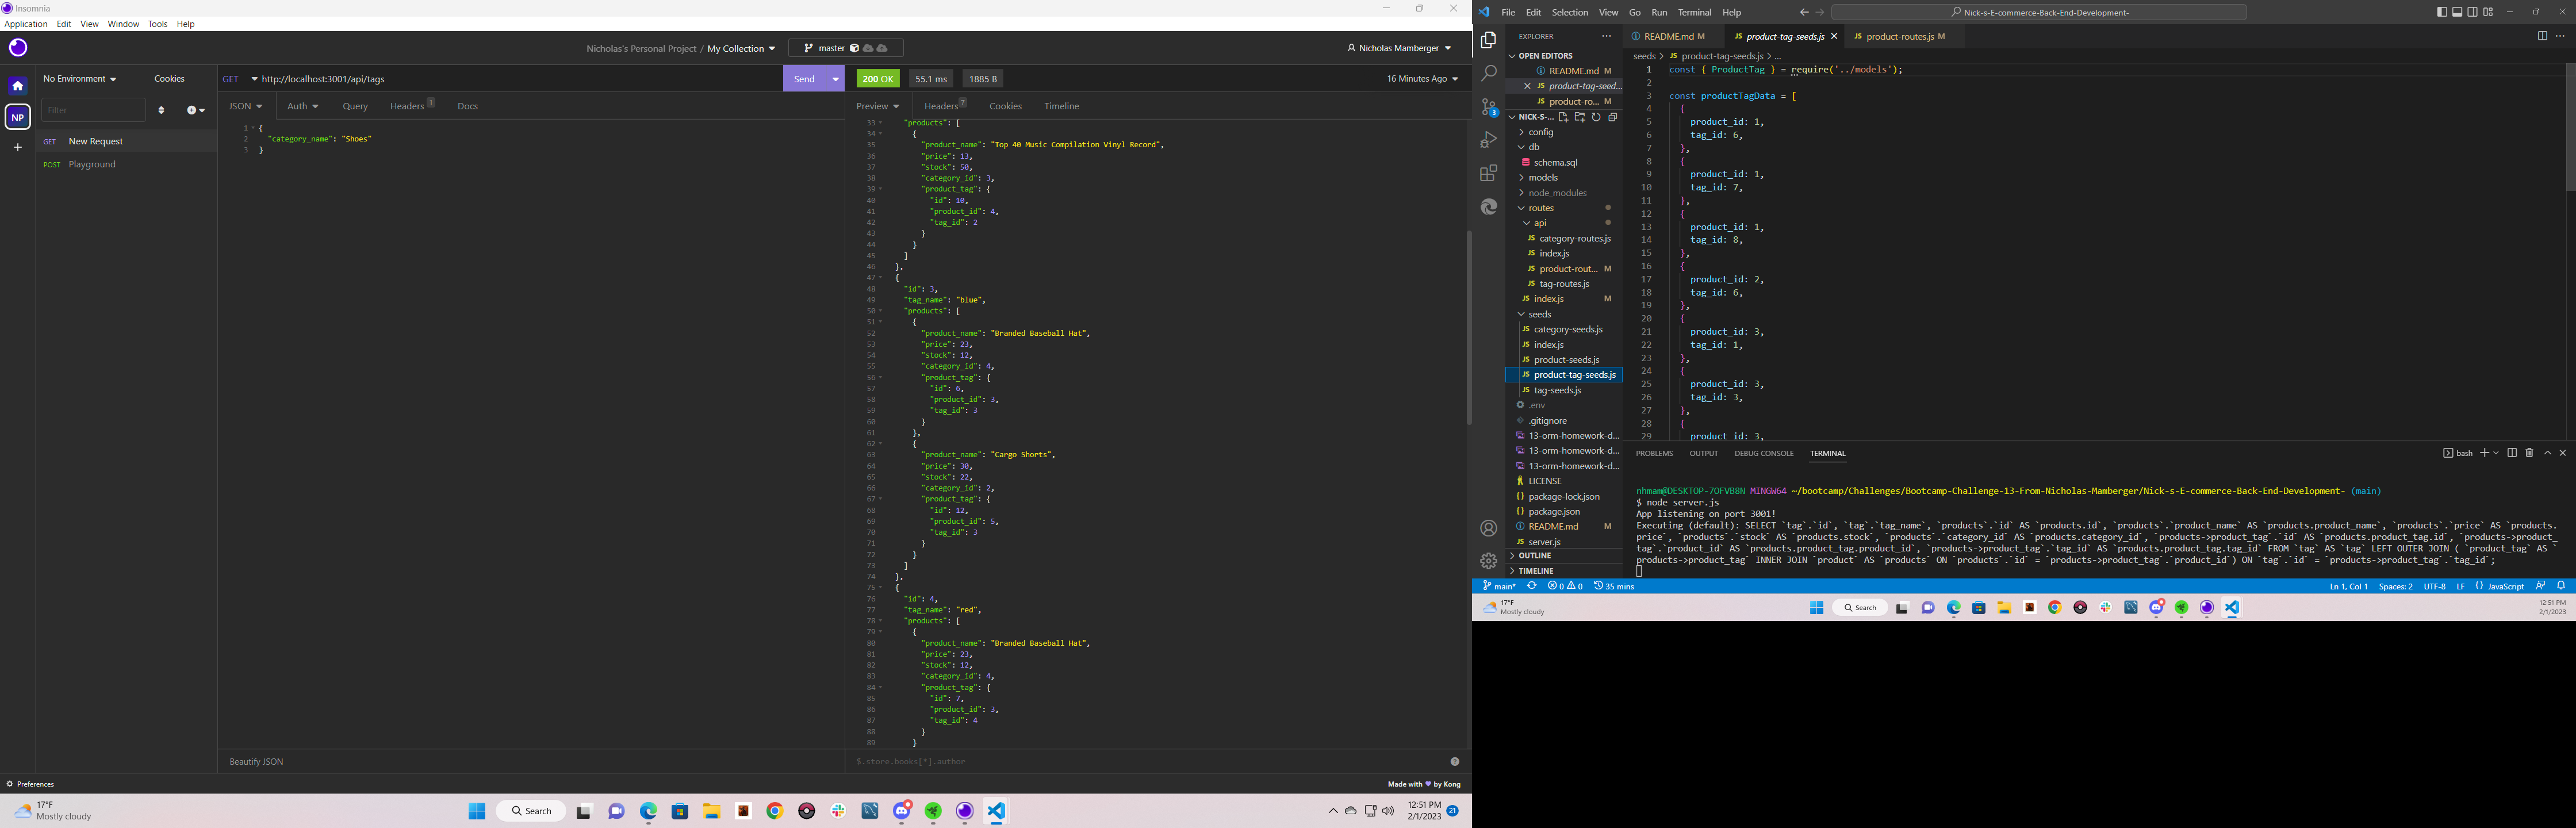 Insomnia
Application Edit View Window Tools Help
Nicholas's Personal Project / My Collection
master
Nicholas Mamberger
No Environment
Cookies
GET http://localhost:3001/api/tags
Send
200 OK
55.1 ms
1885 B
16 Minutes Ago
Filter
JSON Auth Query Headers 1 Docs
Preview Headers 7 Cookies Timeline
NP
GET New Request
POST Playground
1 {
2 "category_name": "Shoes"
3 }
33 "products": [
34 {
35 "product_name": "Top 40 Music Compilation Vinyl Record",
36 "price": 13,
37 "stock": 50,
38 "category_id": 3,
39 "product_tag": {
40 "id": 10,
41 "product_id": 4,
42 "tag_id": 2
43 }
44 }
45 ]
46 },
47 {
48 "id": 3,
49 "tag_name": "blue",
50 "products": [
51 {
52 "product_name": "Branded Baseball Hat",
53 "price": 23,
54 "stock": 12,
55 "category_id": 4,
56 "product_tag": {
57 "id": 6,
58 "product_id": 3,
59 "tag_id": 3
60 }
61 },
62 {
63 "product_name": "Cargo Shorts",
64 "price": 30,
65 "stock": 22,
66 "category_id": 2,
67 "product_tag": {
68 "id": 12,
69 "product_id": 5,
70 "tag_id": 3
71 }
72 }
73 ]
74 },
75 {
76 "id": 4,
77 "tag_name": "red",
78 "products": [
79 {
80 "product_name": "Branded Baseball Hat",
81 "price": 23,
82 "stock": 12,
83 "category_id": 4,
84 "product_tag": {
85 "id": 7,
86 "product_id": 3,
87 "tag_id": 4
88 }
89 }
Beautify JSON
$.store.books[*].author
Preferences
Made with by Kong
17°F
Mostly cloudy
Search
12:51 PM
2/1/2023
21
File Edit Selection View Go Run Terminal Help
Nick-s-E-commerce-Back-End-Development-
EXPLORER
OPEN EDITORS
README.md M
product-tag-seed...
product-ro... M
NICK-S-...
config
db
schema.sql
models
node_modules
routes
api
category-routes.js
index.js
product-rout... M
tag-routes.js
index.js M
seeds
category-seeds.js
index.js
product-seeds.js
product-tag-seeds.js
tag-seeds.js
.env
.gitignore
13-orm-homework-d...
13-orm-homework-d...
13-orm-homework-d...
LICENSE
package-lock.json
package.json
README.md M
server.js
OUTLINE
TIMELINE
3
README.md M
product-tag-seeds.js
product-routes.js M
seeds > product-tag-seeds.js > ...
1 const { ProductTag } = require('../models');
2
3 const productTagData = [
4 {
5 product_id: 1,
6 tag_id: 6,
7 },
8 {
9 product_id: 1,
10 tag_id: 7,
11 },
12 {
13 product_id: 1,
14 tag_id: 8,
15 },
16 {
17 product_id: 2,
18 tag_id: 6,
19 },
20 {
21 product_id: 3,
22 tag_id: 1,
23 },
24 {
25 product_id: 3,
26 tag_id: 3,
27 },
28 {
29 product_id: 3,
PROBLEMS OUTPUT DEBUG CONSOLE TERMINAL
bash
nhmam@DESKTOP-7OFVB8N MINGW64 ~/bootcamp/Challenges/Bootcamp-Challenge-13-From-Nicholas-Mamberger/Nick-s-E-commerce-Back-End-Development- (main)
$ node server.js
App listening on port 3001!
Executing (default): SELECT `tag`.`id`, `tag`.`tag_name`, `products`.`id` AS `products.id`, `products`.`product_name` AS `products.product_name`, `products`.`price` AS `products.
price`, `products`.`stock` AS `products.stock`, `products`.`category_id` AS `products.category_id`, `products->product_tag`.`id` AS `products.product_tag.id`, `products->product_
tag`.`product_id` AS `products.product_tag.product_id`, `products->product_tag`.`tag_id` AS `products.product_tag.tag_id` FROM `tag` AS `tag` LEFT OUTER JOIN ( `product_tag` AS `
products->product_tag` INNER JOIN `product` AS `products` ON `products`.`id` = `products->product_tag`.`product_id`) ON `tag`.`id` = `products->product_tag`.`tag_id`;
main* 0 0 35 mins
Ln 1, Col 1 Spaces: 2 UTF-8 LF JavaScript
17°F
Mostly cloudy
Search
12:51 PM
2/1/2023